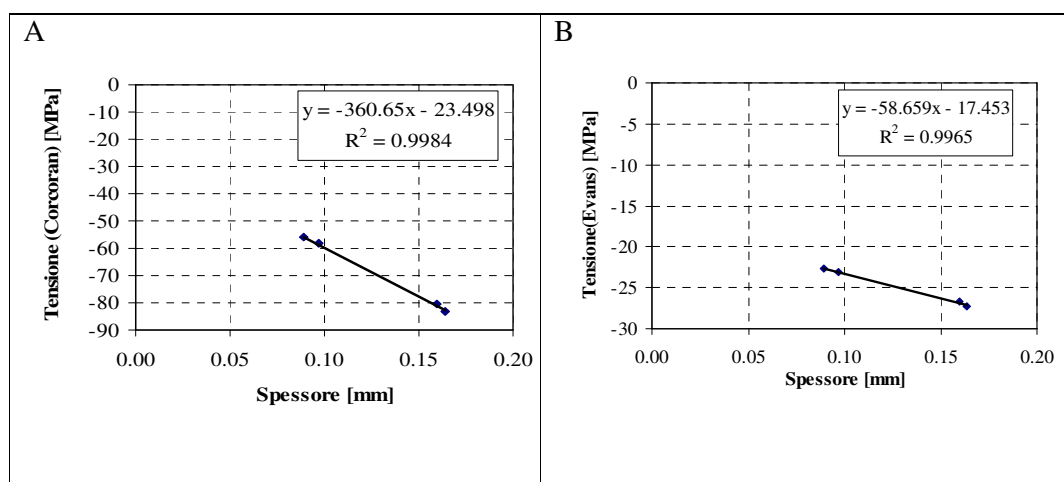 A
Tensione (Corcoran) [MPa]
0
-10
-20
-30
-40
-50
-60
-70
-80
-90
y = -360.65x - 23.498
R² = 0.9984
0.00 0.05 0.10 0.15 0.20
Spessore [mm]
B
Tensione(Evans) [MPa]
0
-5
-10
-15
-20
-25
-30
y = -58.659x - 17.453
R² = 0.9965
0.00 0.05 0.10 0.15 0.20
Spessore [mm]